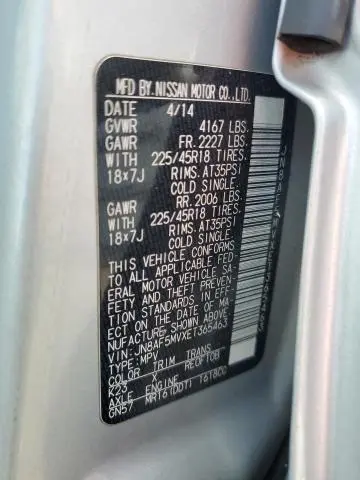 MFD BY NISSAN MOTOR CO.,LTD.
DATE 4/14
GVWR 4167 LBS.
GAWR FR. 2227 LBS.
WITH 225/45R18 TIRES.
18×7J RIMS. AT35PSI
COLD SINGLE.
GAWR RR. 2006 LBS.
WITH 225/45R18 TIRES.
18×7J RIMS. AT35PSI
COLD SINGLE.
THIS VEHICLE CONFORMS
TO ALL APPLICABLE FED-
ERAL MOTOR VEHICLE SA-
FETY AND THEFT PREVENTION
STANDARDS IN EFF-
ECT ON THE DATE OF MA-
NUFACTURE SHOWN ABOVE.
VIN:JN8AF5MVXET365463
TYPE:MPV
COLOR TRIM TRANS
K23 X RE0F10B
AXLE ENGINE
GN57 MR16(DDT) 1618CC